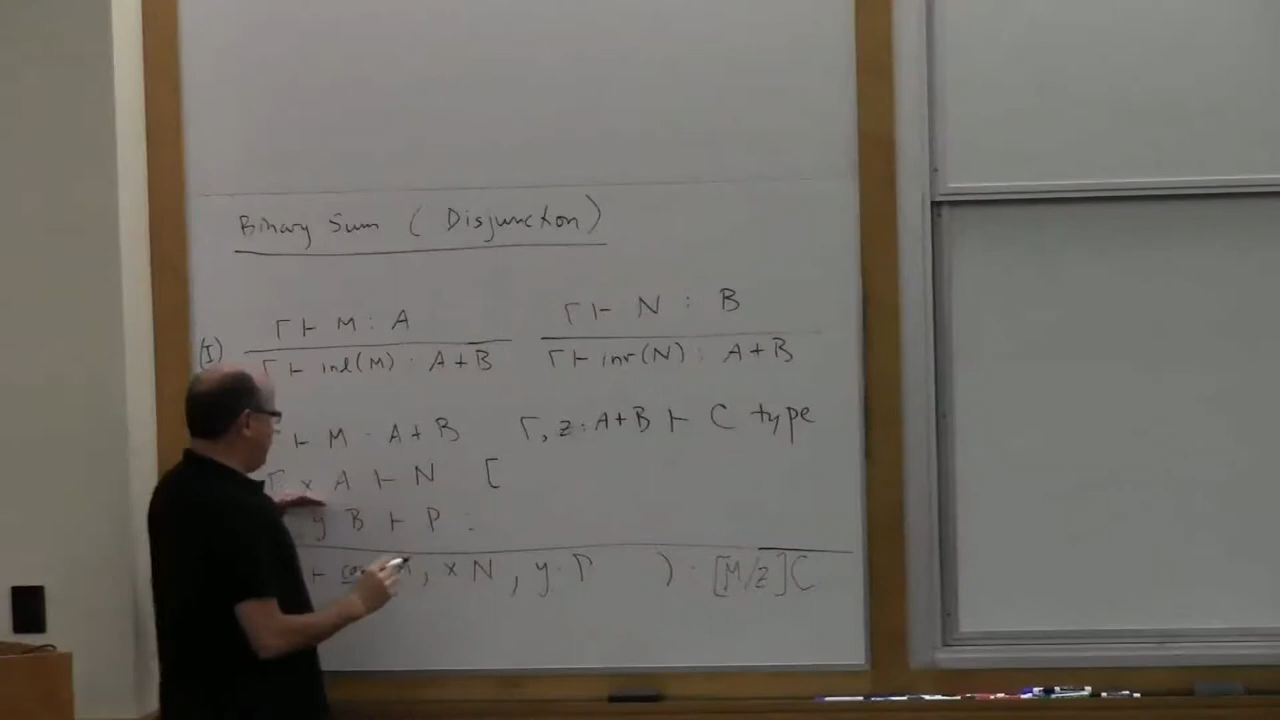 Binary Sum (Disjunction)
Γ ⊢ M : A    Γ ⊢ N : B
(I)
Γ ⊢ inl(M) : A + B    Γ ⊢ inr(N) : A + B
⊢ M : A + B    Γ, z : A + B ⊢ C type
Γ x A ⊢ N [
y B ⊢ P :
⊢ , x N , y . P ) : [M/z] C